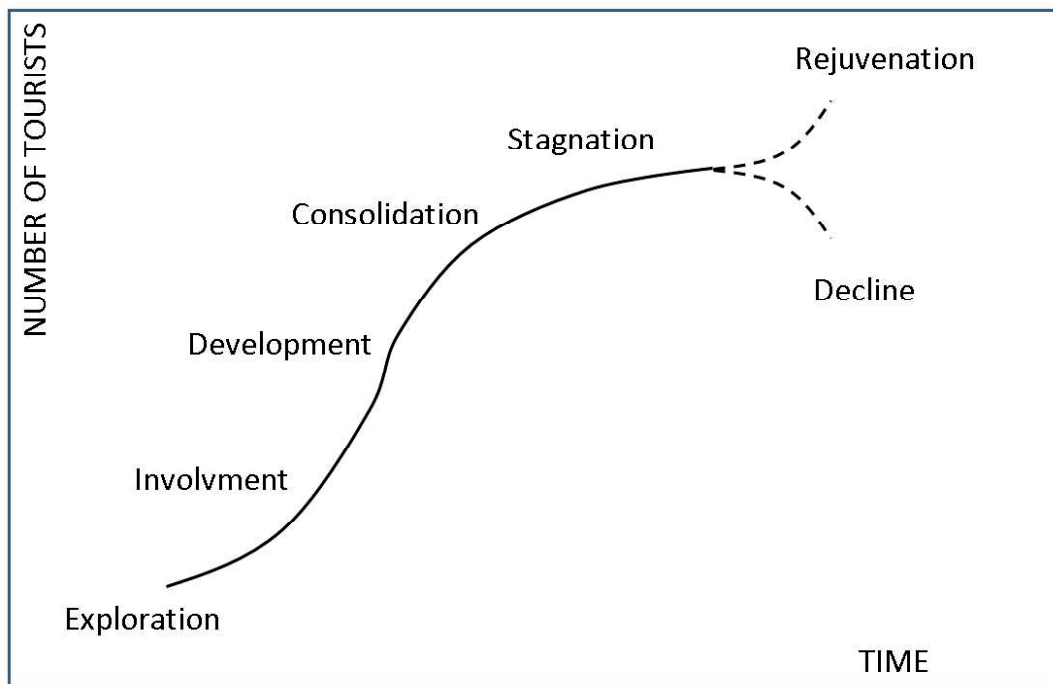 NUMBER OF TOURISTS
Rejuvenation
Stagnation
Consolidation
Decline
Development
Involvment
Exploration
TIME